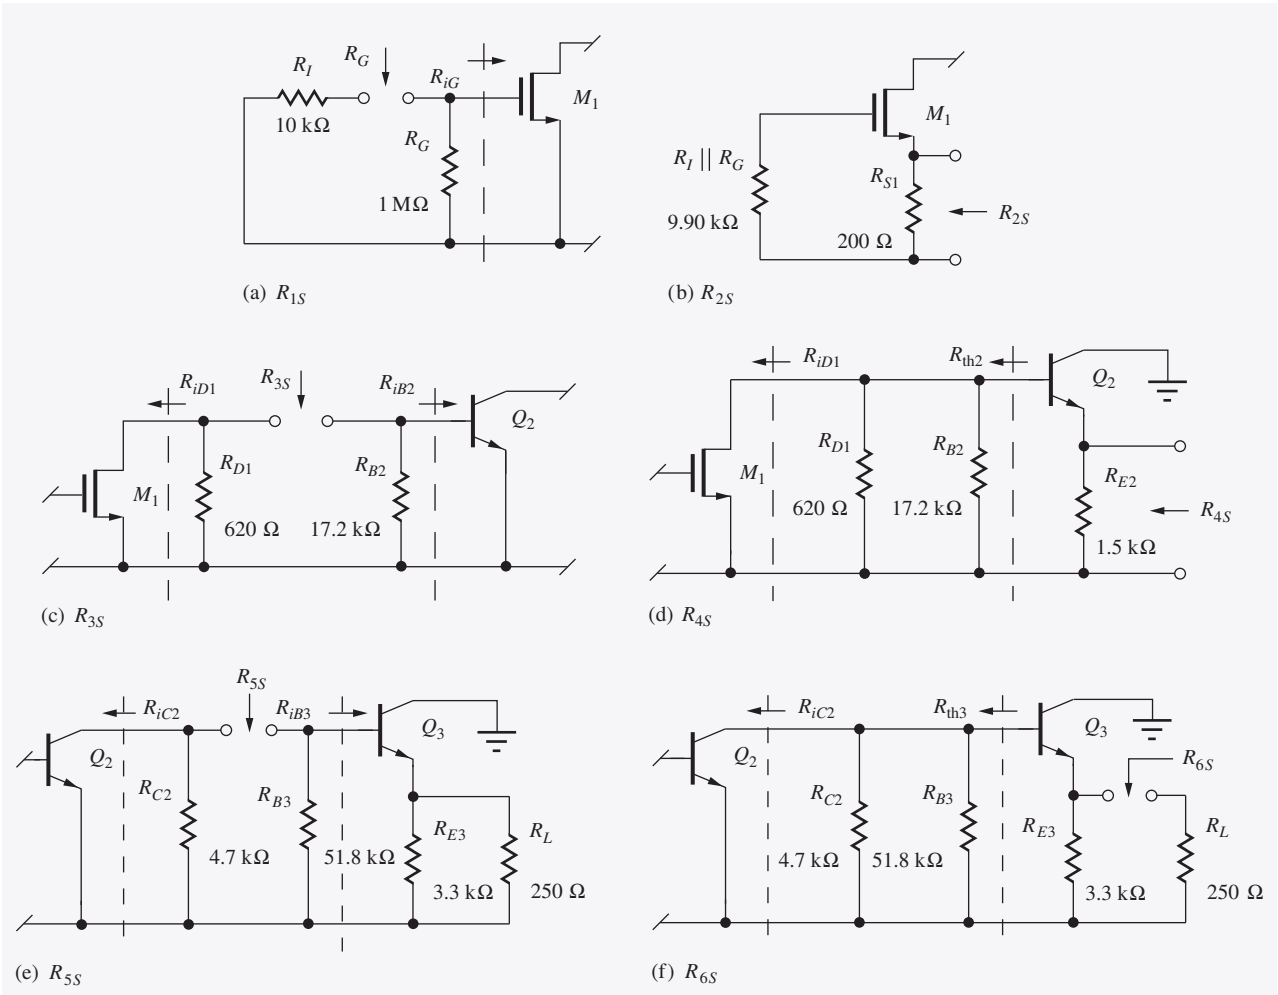 R_I
R_G
R_iG
M_1
10 kΩ
R_G
1 MΩ
(a) R_1S
M_1
R_I || R_G
R_S1
9.90 kΩ
R_2S
200 Ω
(b) R_2S
R_iD1
R_3S
R_iB2
Q_2
R_D1
R_B2
M_1
620 Ω
17.2 kΩ
(c) R_3S
R_iD1
R_th2
Q_2
R_D1
R_B2
M_1
R_E2
620 Ω
17.2 kΩ
R_4S
1.5 kΩ
(d) R_4S
R_5S
R_iC2
R_iB3
Q_3
Q_2
R_C2
R_B3
R_E3
R_L
4.7 kΩ
51.8 kΩ
3.3 kΩ
250 Ω
(e) R_5S
R_iC2
R_th3
Q_3
Q_2
R_6S
R_C2
R_B3
R_E3
R_L
4.7 kΩ
51.8 kΩ
3.3 kΩ
250 Ω
(f) R_6S